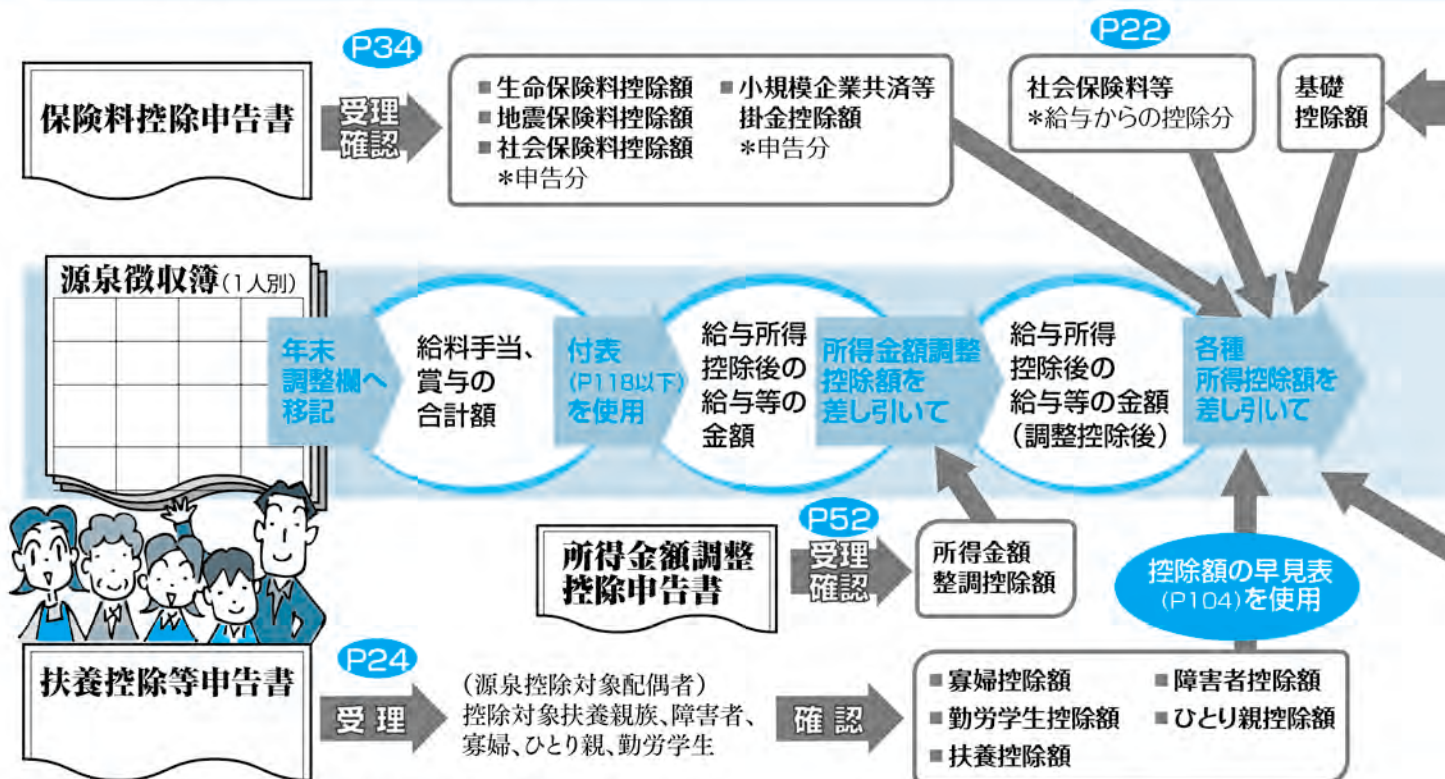 P34
保険料控除申告書
受理
確認
■生命保険料控除額
■地震保険料控除額
■社会保険料控除額
*申告分
■小規模企業共済等
掛金控除額
*申告分
P22
社会保険料等
*給与からの控除分
基礎
控除額
源泉徴収簿(1人別)
年末
調整欄へ
移記
給料手当、
賞与の
合計額
付表
(P118以下)
を使用
給与所得
控除後の
給与等の
金額
所得金額調整
控除額を
差し引いて
給与所得
控除後の
給与等の金額
(調整控除後)
各種
所得控除額を
差し引いて
所得金額調整
控除申告書
P52
受理
確認
所得金額
整調控除額
控除額の早見表
(P104)を使用
扶養控除等申告書
P24
受理
(源泉控除対象配偶者)
控除対象扶養親族、障害者、
寡婦、ひとり親、勤労学生
確認
■寡婦控除額
■勤労学生控除額
■扶養控除額
■障害者控除額
■ひとり親控除額